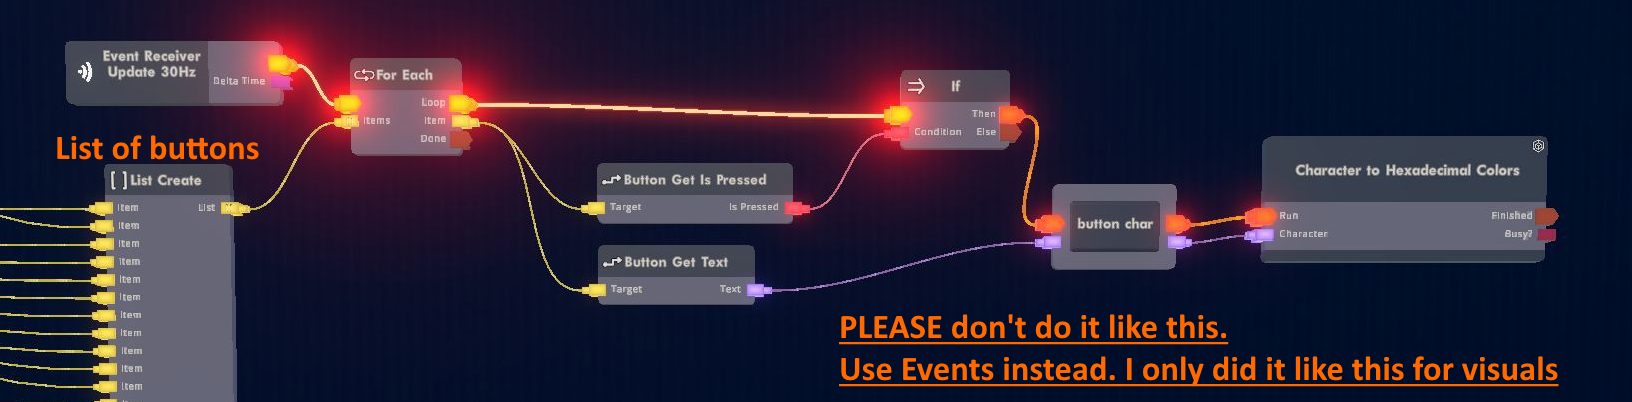 Event Receiver
Update 30Hz
Delta Time
For Each
Loop
Items
Item
Done
If
Then
Condition
Else
List of buttons
[ ] List Create
Item
List
Item
Item
Item
Item
Item
Item
Item
Item
Item
Item
Button Get Is Pressed
Target
Is Pressed
Button Get Text
Target
Text
button char
Character to Hexadecimal Colors
Run
Finished
Character
Busy?
PLEASE don't do it like this.
Use Events instead. I only did it like this for visuals